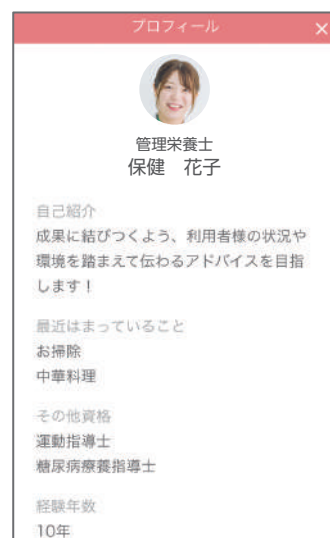 プロフィール ×
管理栄養士
保健　花子
自己紹介
成果に結びつくよう、利用者様の状況や
環境を踏まえて伝わるアドバイスを目指
します！
最近はまっていること
お掃除
中華料理
その他資格
運動指導士
糖尿病療養指導士
経験年数
10年